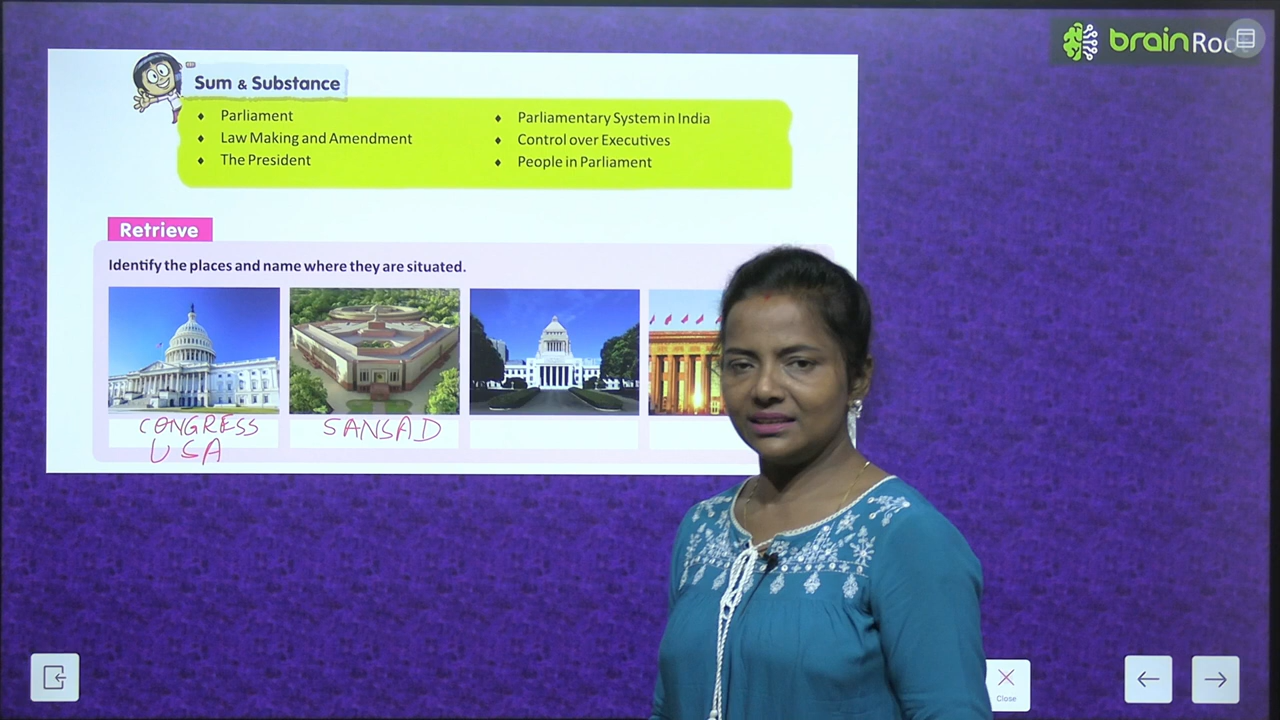 brainRoot
Sum & Substance
♦ Parliament
♦ Law Making and Amendment
♦ The President
♦ Parliamentary System in India
♦ Control over Executives
♦ People in Parliament
Retrieve
Identify the places and name where they are situated.
CONGRESS
USA
SANSAD
Close